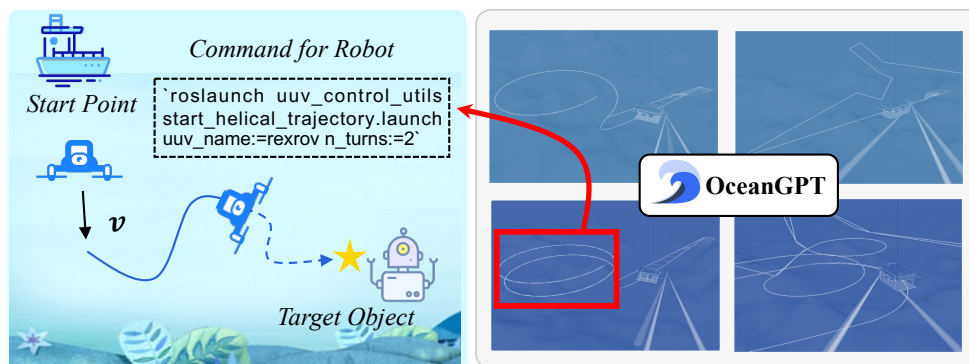 Command for Robot
Start Point
`roslaunch uuv_control_utils
start_helical_trajectory.launch
uuv_name:=rexrov n_turns:=2`
v
Target Object
OceanGPT